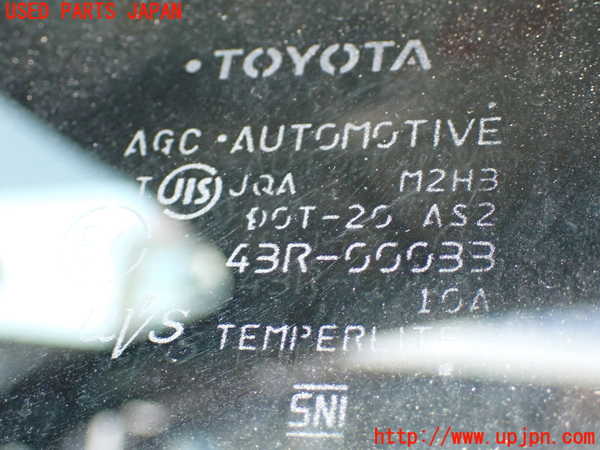 USED PARTS JAPAN
•TOYOTA
AGC •AUTOMOTIVE
T JIS JQA M2H3
DOT-20 AS2
43R-00033
10A
TEMPERLITE
SNI
http://www.upjpn.com/